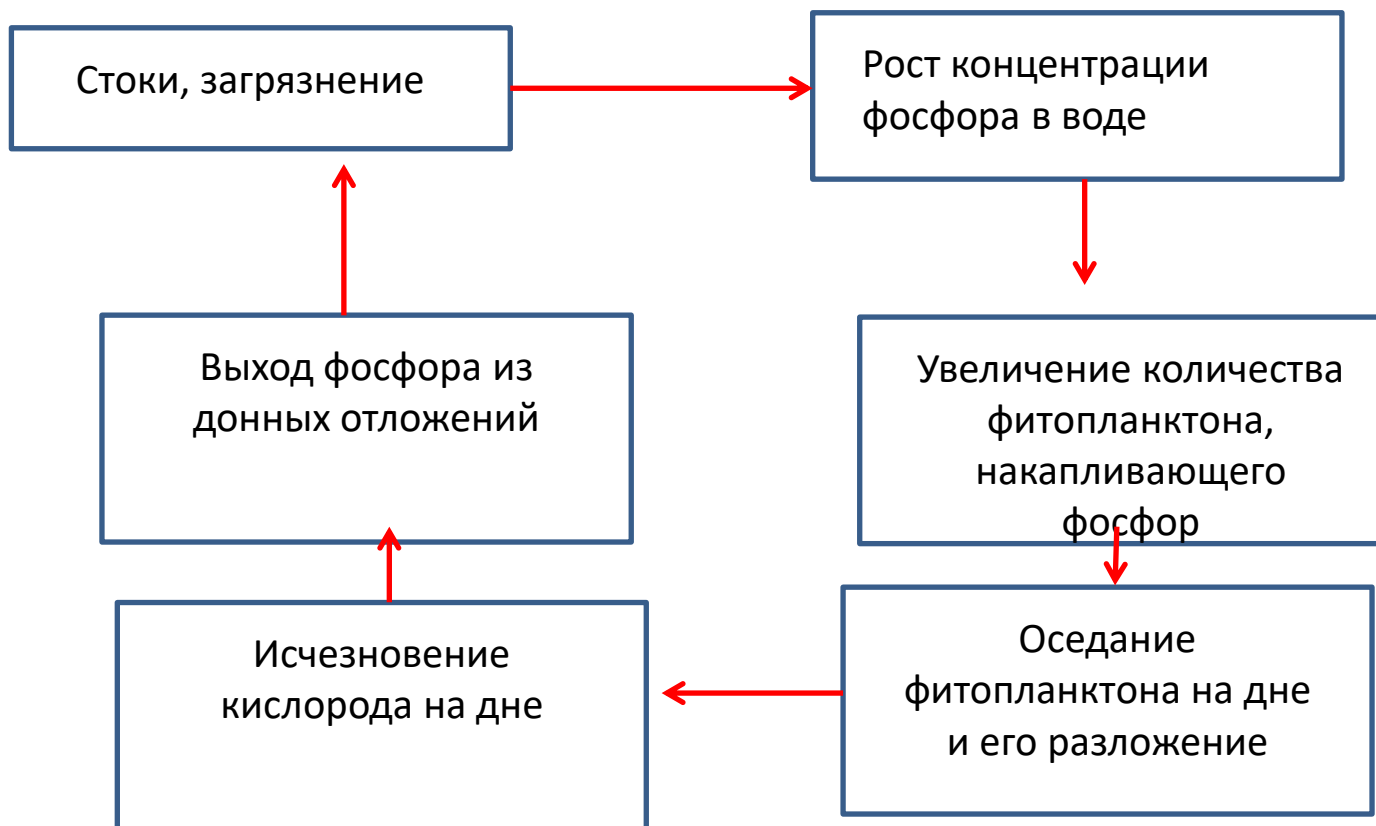 Стоки, загрязнение
Рост концентрации
фосфора в воде
Увеличение количества
фитопланктона,
накапливающего
фосфор
Оседание
фитопланктона на дне
и его разложение
Исчезновение
кислорода на дне
Выход фосфора из
донных отложений